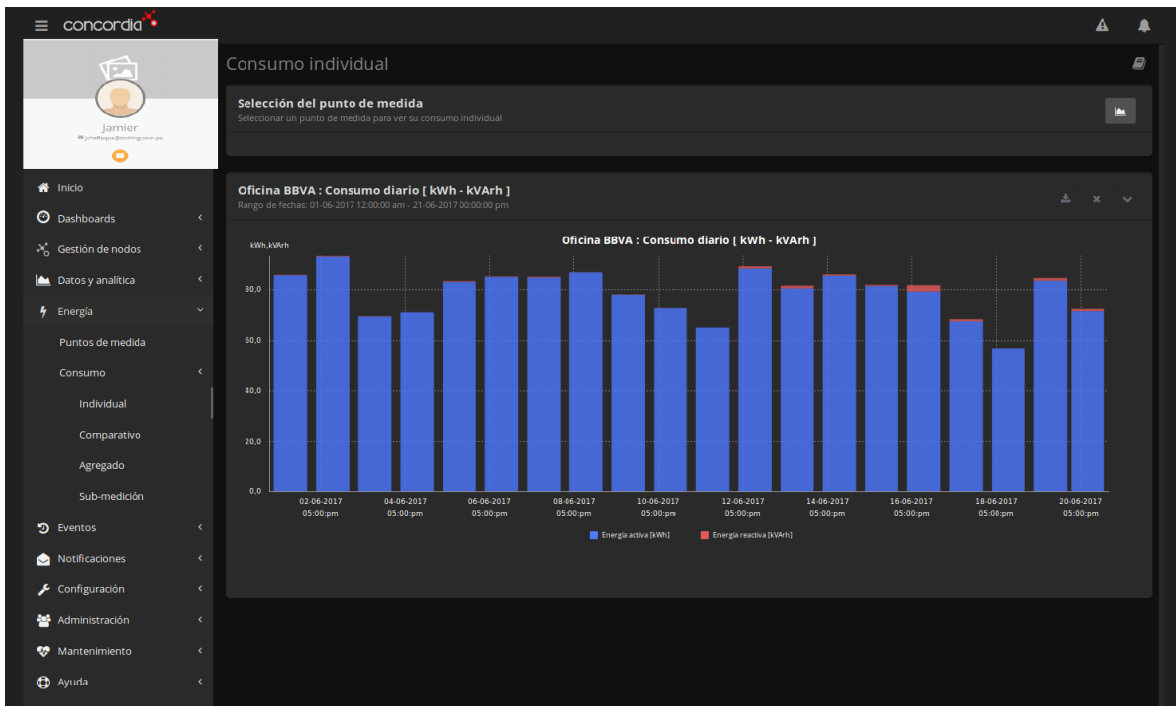 concordia
Consumo individual
Jamier
Selección del punto de medida
Seleccionar un punto de medida para ver su consumo individual
Inicio
Dashboards
Gestión de nodos
Datos y analítica
Energía
Puntos de medida
Consumo
Individual
Comparativo
Agregado
Sub-medición
Eventos
Notificaciones
Configuración
Administración
Mantenimiento
Ayuda
Oficina BBVA : Consumo diario [ kWh - kVArh ]
Rango de fechas: 01-06-2017 12:00:00 am - 21-06-2017 00:00:00 pm
Oficina BBVA : Consumo diario [ kWh - kVArh ]
kWh,kVArh
80,0
60,0
40,0
20,0
0,0
02-06-2017 04-06-2017 06-06-2017 08-06-2017 10-06-2017 12-06-2017 14-06-2017 16-06-2017 18-06-2017 20-06-2017
05:00:pm 05:00:pm 05:00:pm 05:00:pm 05:00:pm 05:00:pm 05:00:pm 05:00:pm 05:00:pm 05:00:pm
Energía activa [kWh] Energía reactiva [kVArh]